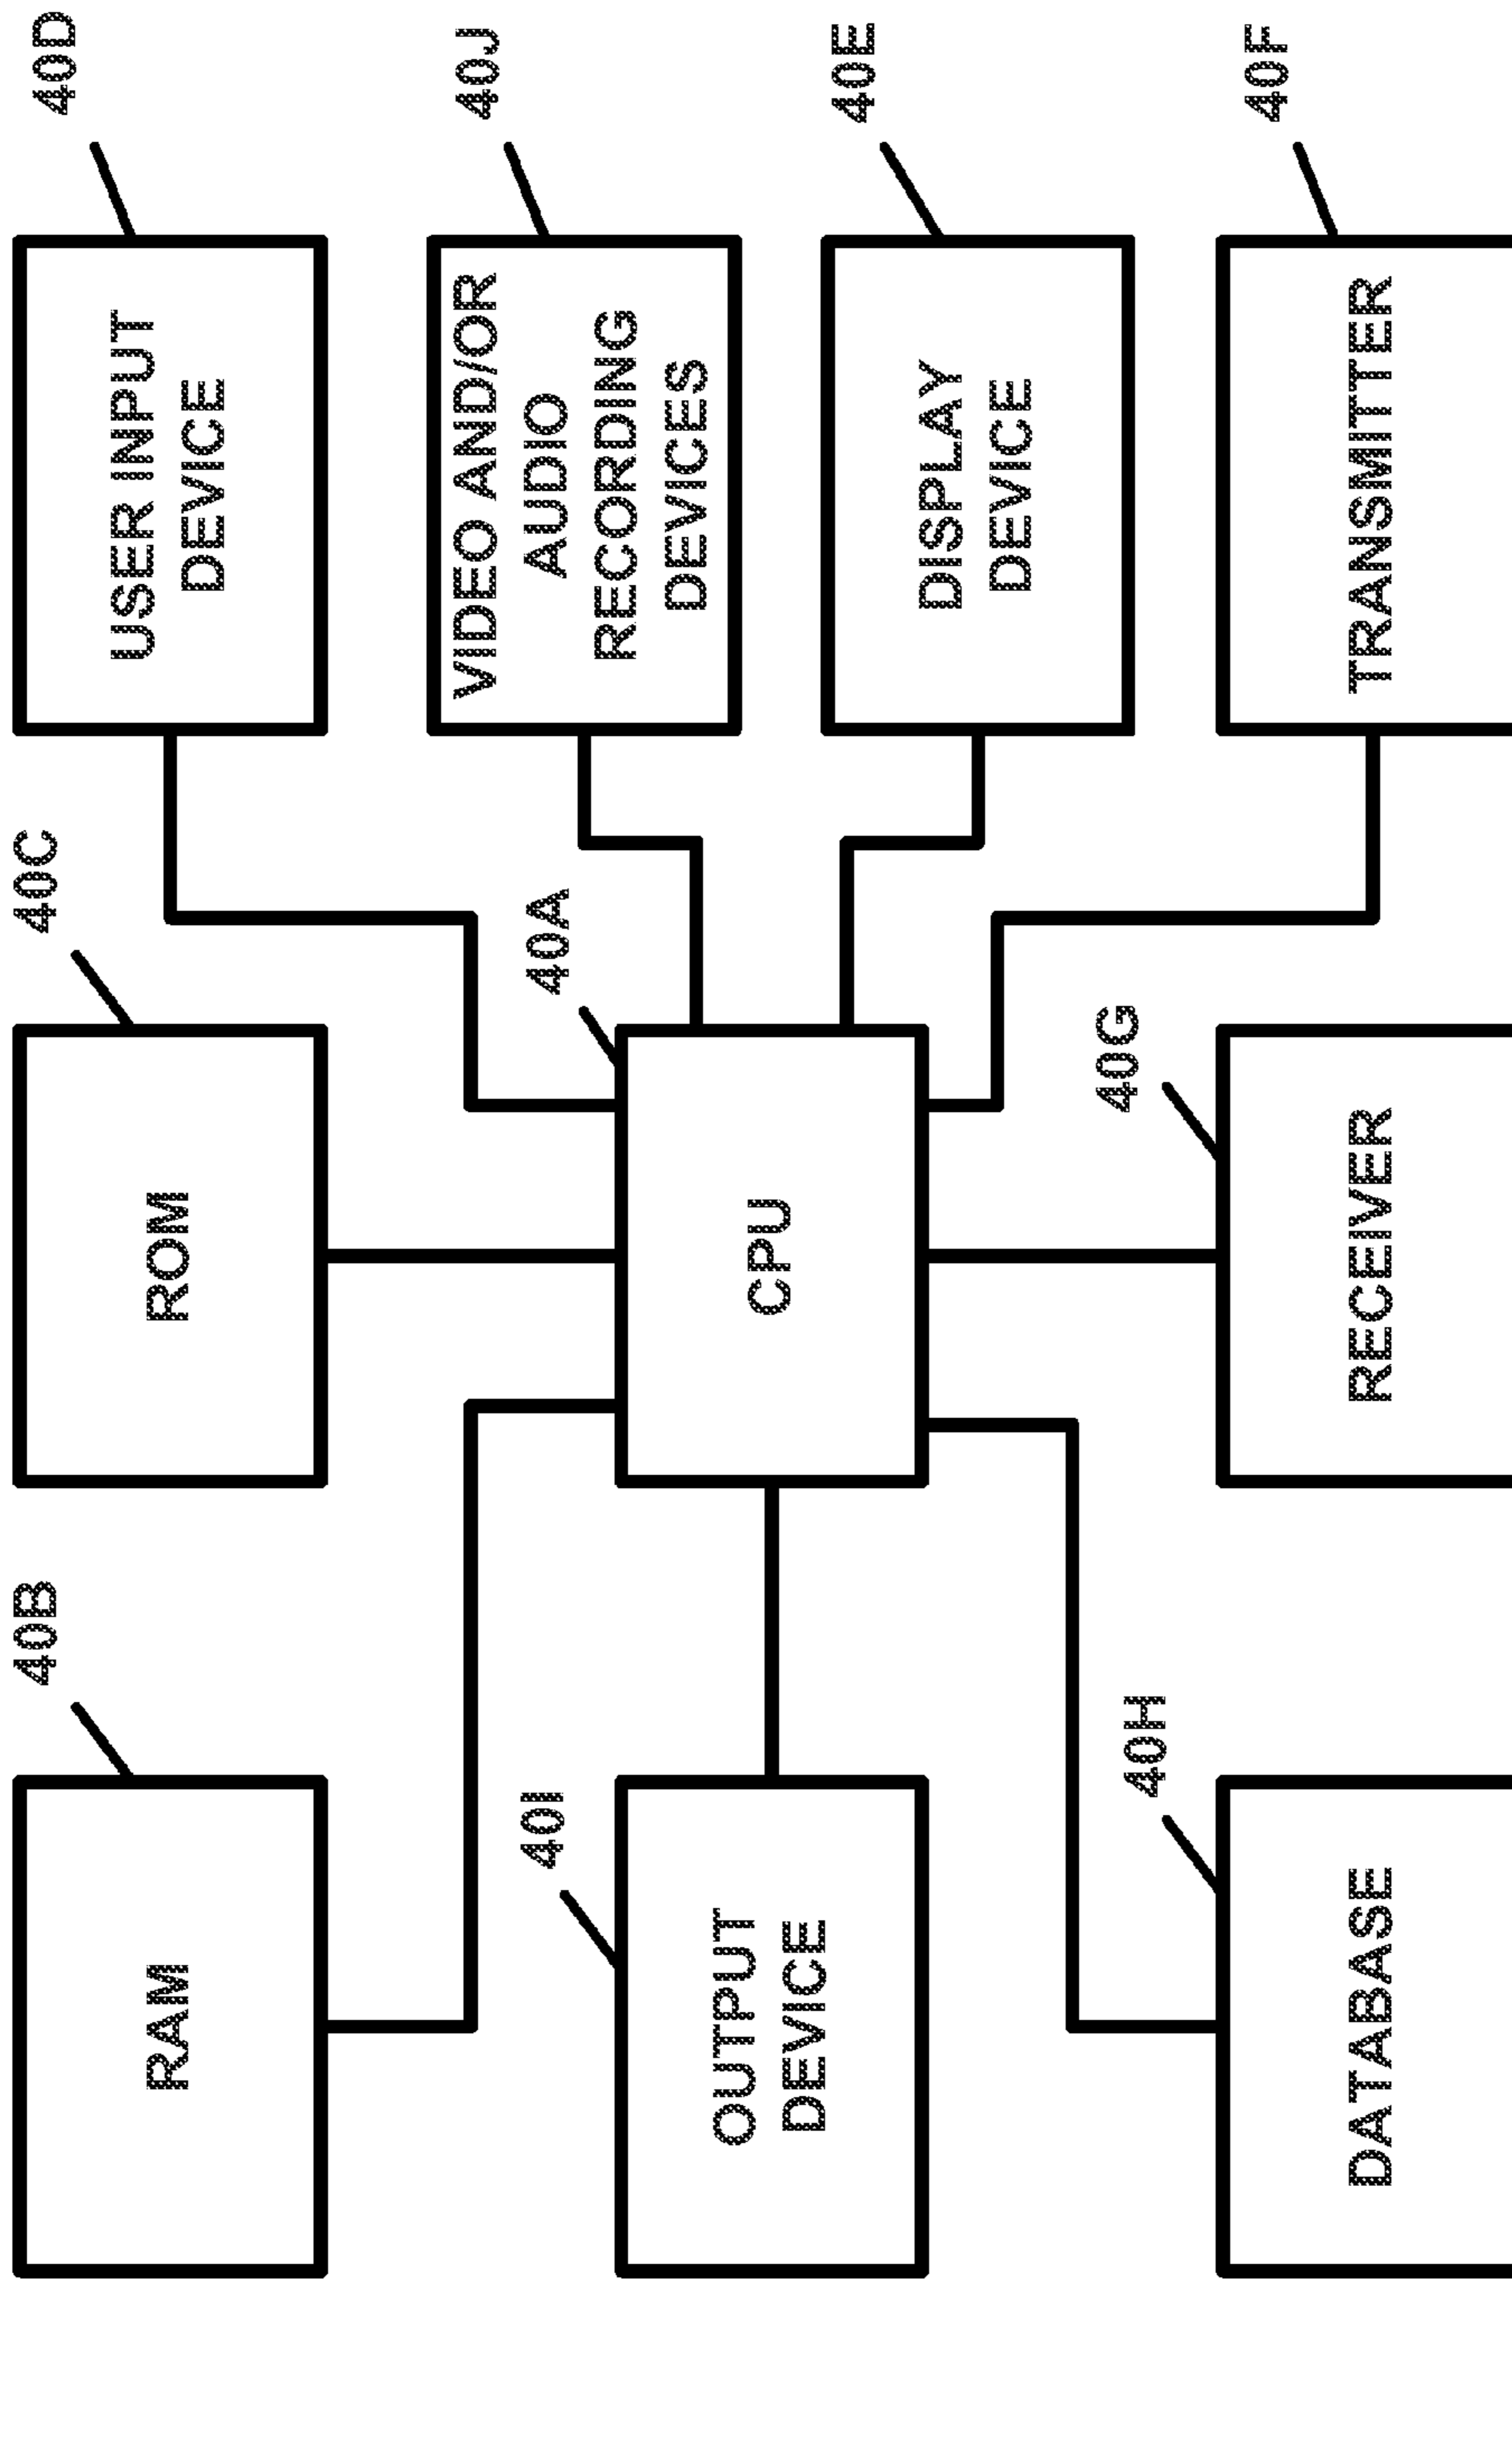 40B
RAM
40C
ROM
40D
USER INPUT
DEVICE
40I
OUTPUT
DEVICE
40A
CPU
40J
VIDEO AND/OR
AUDIO
RECORDING
DEVICES
40E
DISPLAY
DEVICE
40H
DATABASE
40G
RECEIVER
40F
TRANSMITTER